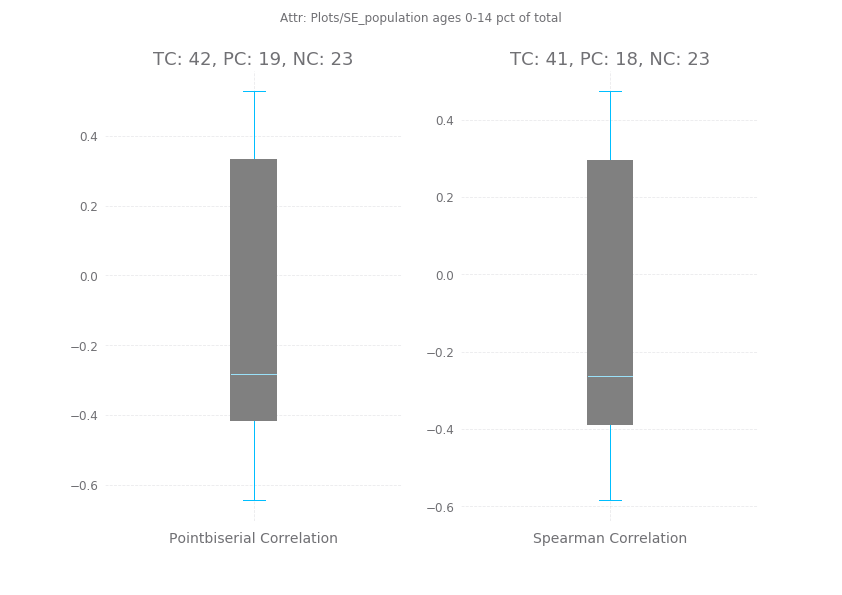 Attr: Plots/SE_population ages 0-14 pct of total
TC: 42, PC: 19, NC: 23
0.4
0.2
0.0
−0.2
−0.4
−0.6
Pointbiserial Correlation
TC: 41, PC: 18, NC: 23
0.4
0.2
0.0
−0.2
−0.4
−0.6
Spearman Correlation